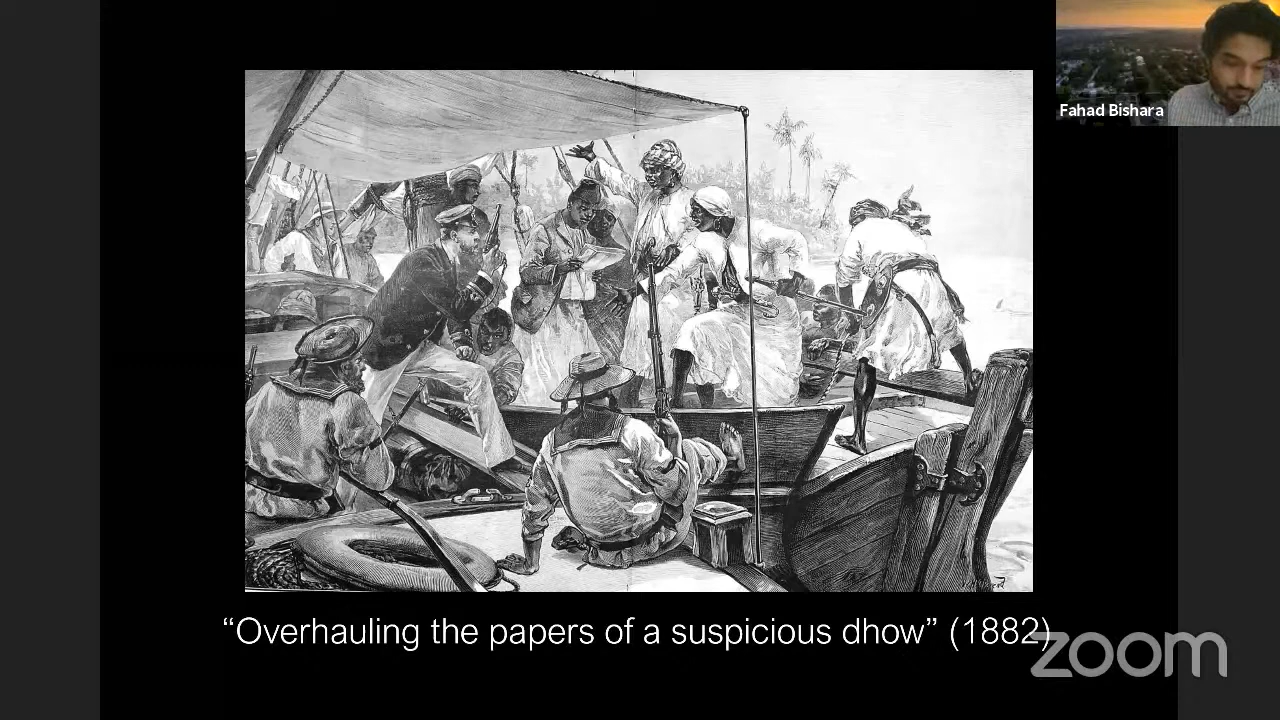 Fahad Bishara
“Overhauling the papers of a suspicious dhow” (1882)
zoom